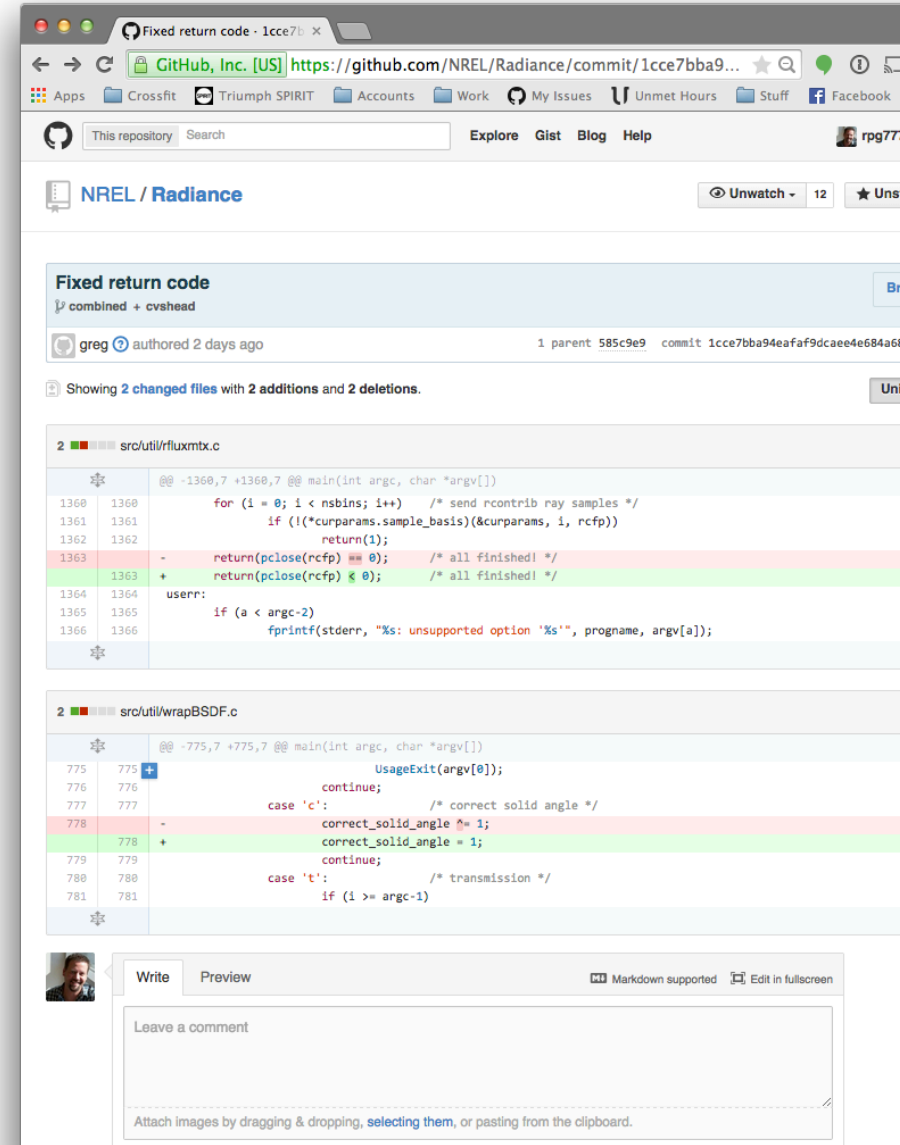 Fixed return code · 1cce7b
GitHub, Inc. [US] https://github.com/NREL/Radiance/commit/1cce7bba9...
Apps Crossfit Triumph SPIRIT Accounts Work My Issues Unmet Hours Stuff Facebook
This repository Search Explore Gist Blog Help rpg777
NREL / Radiance Unwatch 12 Uns
Fixed return code
combined + cvshead Br
greg authored 2 days ago 1 parent 585c9e9 commit 1cce7bba94eafaf9dcaee4e684a68
Showing 2 changed files with 2 additions and 2 deletions. Uni
2 src/util/rfluxmtx.c
@@ -1360,7 +1360,7 @@ main(int argc, char *argv[])
1360 1360 for (i = 0; i < nsbins; i++) /* send rcontrib ray samples */
1361 1361 if (!(*curparams.sample_basis)(&curparams, i, rcfp))
1362 1362 return(1);
1363 - return(pclose(rcfp) == 0); /* all finished! */
1363 + return(pclose(rcfp) < 0); /* all finished! */
1364 1364 userr:
1365 1365 if (a < argc-2)
1366 1366 fprintf(stderr, "%s: unsupported option '%s'", progname, argv[a]);
2 src/util/wrapBSDF.c
@@ -775,7 +775,7 @@ main(int argc, char *argv[])
775 775 UsageExit(argv[0]);
776 776 continue;
777 777 case 'c': /* correct solid angle */
778 - correct_solid_angle ^= 1;
778 + correct_solid_angle = 1;
779 779 continue;
780 780 case 't': /* transmission */
781 781 if (i >= argc-1)
Write Preview Markdown supported Edit in fullscreen
Leave a comment
Attach images by dragging & dropping, selecting them, or pasting from the clipboard.